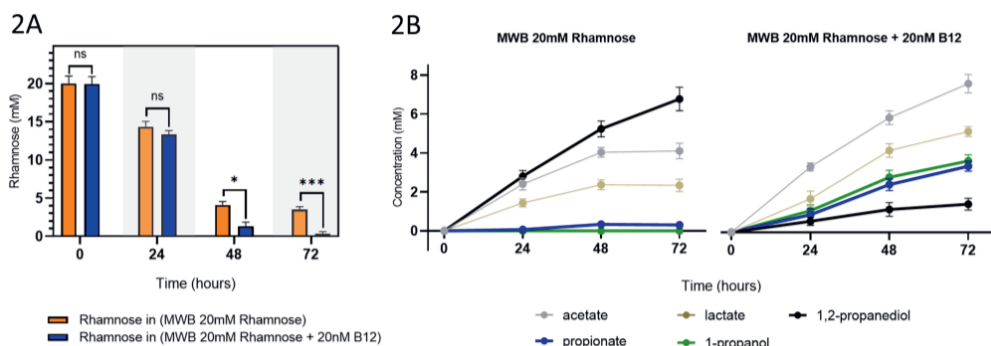 2A
ns
ns
*
***
20
15
10
5
0
Rhamnose (mM)
0
24
48
72
Time (hours)
Rhamnose in (MWB 20mM Rhamnose)
Rhamnose in (MWB 20mM Rhamnose + 20nM B12)
2B
MWB 20mM Rhamnose
MWB 20mM Rhamnose + 20nM B12
8
6
4
2
0
Concentration (mM)
0
24
48
72
0
24
48
72
Time (hours)
acetate
lactate
1,2-propanediol
propionate
1-propanol